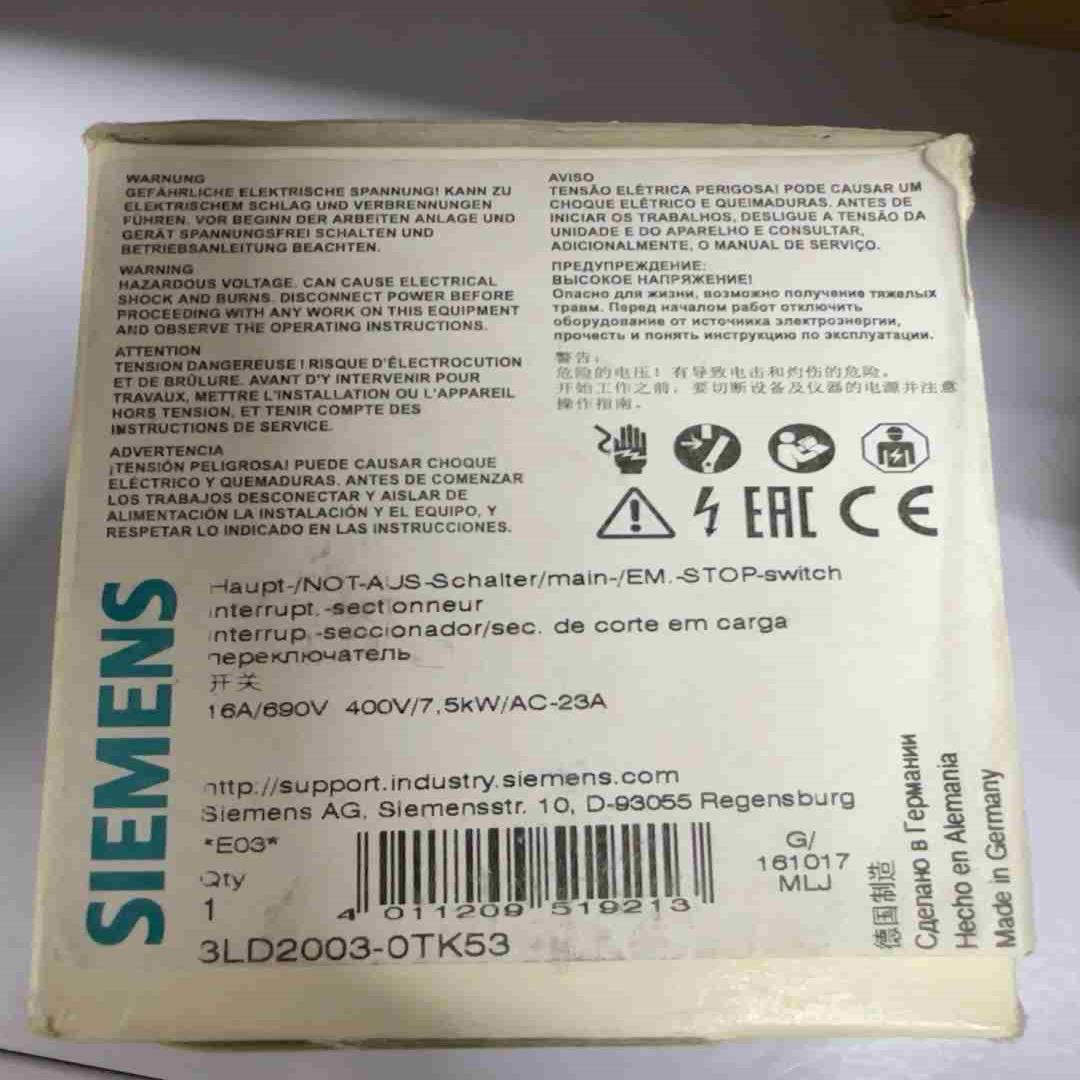 WARNUNG
GEFÄHRLICHE ELEKTRISCHE SPANNUNG! KANN ZU
ELEKTRISCHEM SCHLAG UND VERBRENNUNGEN
FÜHREN. VOR BEGINN DER ARBEITEN ANLAGE UND
GERÄT SPANNUNGSFREI SCHALTEN UND
BETRIEBSANLEITUNG BEACHTEN.
WARNING
HAZARDOUS VOLTAGE. CAN CAUSE ELECTRICAL
SHOCK AND BURNS. DISCONNECT POWER BEFORE
PROCEEDING WITH ANY WORK ON THIS EQUIPMENT
AND OBSERVE THE OPERATING INSTRUCTIONS.
ATTENTION
TENSION DANGEREUSE ! RISQUE D'ÉLECTROCUTION
ET DE BRÛLURE. AVANT D'Y INTERVENIR POUR
TRAVAUX, METTRE L'INSTALLATION OU L'APPAREIL
HORS TENSION, ET TENIR COMPTE DES
INSTRUCTIONS DE SERVICE.
ADVERTENCIA
¡TENSIÓN PELIGROSA! PUEDE CAUSAR CHOQUE
ELÉCTRICO Y QUEMADURAS. ANTES DE COMENZAR
LOS TRABAJOS DESCONECTAR Y AISLAR DE
ALIMENTACIÓN LA INSTALACIÓN Y EL EQUIPO, Y
RESPETAR LO INDICADO EN LAS INSTRUCCIONES.
AVISO
TENSÃO ELÉTRICA PERIGOSA! PODE CAUSAR UM
CHOQUE ELÉTRICO E QUEIMADURAS. ANTES DE
INICIAR OS TRABALHOS, DESLIGUE A TENSÃO DA
UNIDADE E DO APARELHO E CONSULTAR,
ADICIONALMENTE, O MANUAL DE SERVIÇO.
ПРЕДУПРЕЖДЕНИЕ:
ВЫСОКОЕ НАПРЯЖЕНИЕ!
Опасно для жизни, возможно получение тяжелых
травм. Перед началом работ отключить
оборудование от источника электроэнергии,
прочесть и понять инструкцию по эксплуатации.
警告:
危险的电压! 有导致电击和灼伤的危险。
开始工作之前, 要切断设备及仪器的电源并注意
操作指南。
EAC CE
SIEMENS
Haupt-/NOT-AUS-Schalter/main-/EM.-STOP-switch
interrupt.-sectionneur
interrup.-seccionador/sec. de corte em carga
переключатель
开关
16A/690V 400V/7,5kW/AC-23A
http://support.industry.siemens.com
Siemens AG, Siemensstr. 10, D-93055 Regensburg
*E03*
Qty
1
4 011209 519213
G/
161017
MLJ
3LD2003-0TK53
德国制造
Сделано в Германии
Hecho en Alemania
Made in Germany